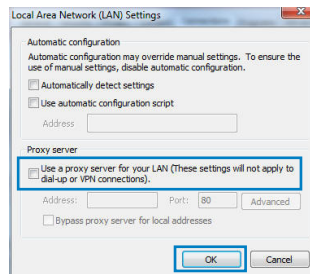 Local Area Network (LAN) Settings
Automatic configuration
Automatic configuration may override manual settings. To ensure the
use of manual settings, disable automatic configuration.
Automatically detect settings
Use automatic configuration script
Address
Proxy server
Use a proxy server for your LAN (These settings will not apply to
dial-up or VPN connections).
Address: Port: 80 Advanced
Bypass proxy server for local addresses
OK Cancel